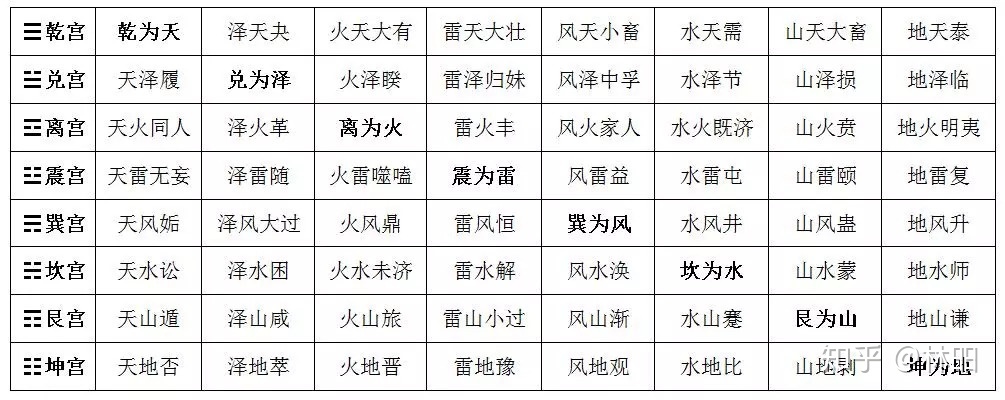 ☰乾宫 乾为天 泽天夬 火天大有 雷天大壮 风天小畜 水天需 山天大畜 地天泰
☱兑宫 天泽履 兑为泽 火泽睽 雷泽归妹 风泽中孚 水泽节 山泽损 地泽临
☲离宫 天火同人 泽火革 离为火 雷火丰 风火家人 水火既济 山火贲 地火明夷
☳震宫 天雷无妄 泽雷随 火雷噬嗑 震为雷 风雷益 水雷屯 山雷颐 地雷复
☴巽宫 天风姤 泽风大过 火风鼎 雷风恒 巽为风 水风井 山风蛊 地风升
☵坎宫 天水讼 泽水困 火水未济 雷水解 风水涣 坎为水 山水蒙 地水师
☶艮宫 天山遁 泽山咸 火山旅 雷山小过 风山渐 水山蹇 艮为山 地山谦
☷坤宫 天地否 泽地萃 火地晋 雷地豫 风地观 水地比 山地剥 坤为地
知乎 @林阳